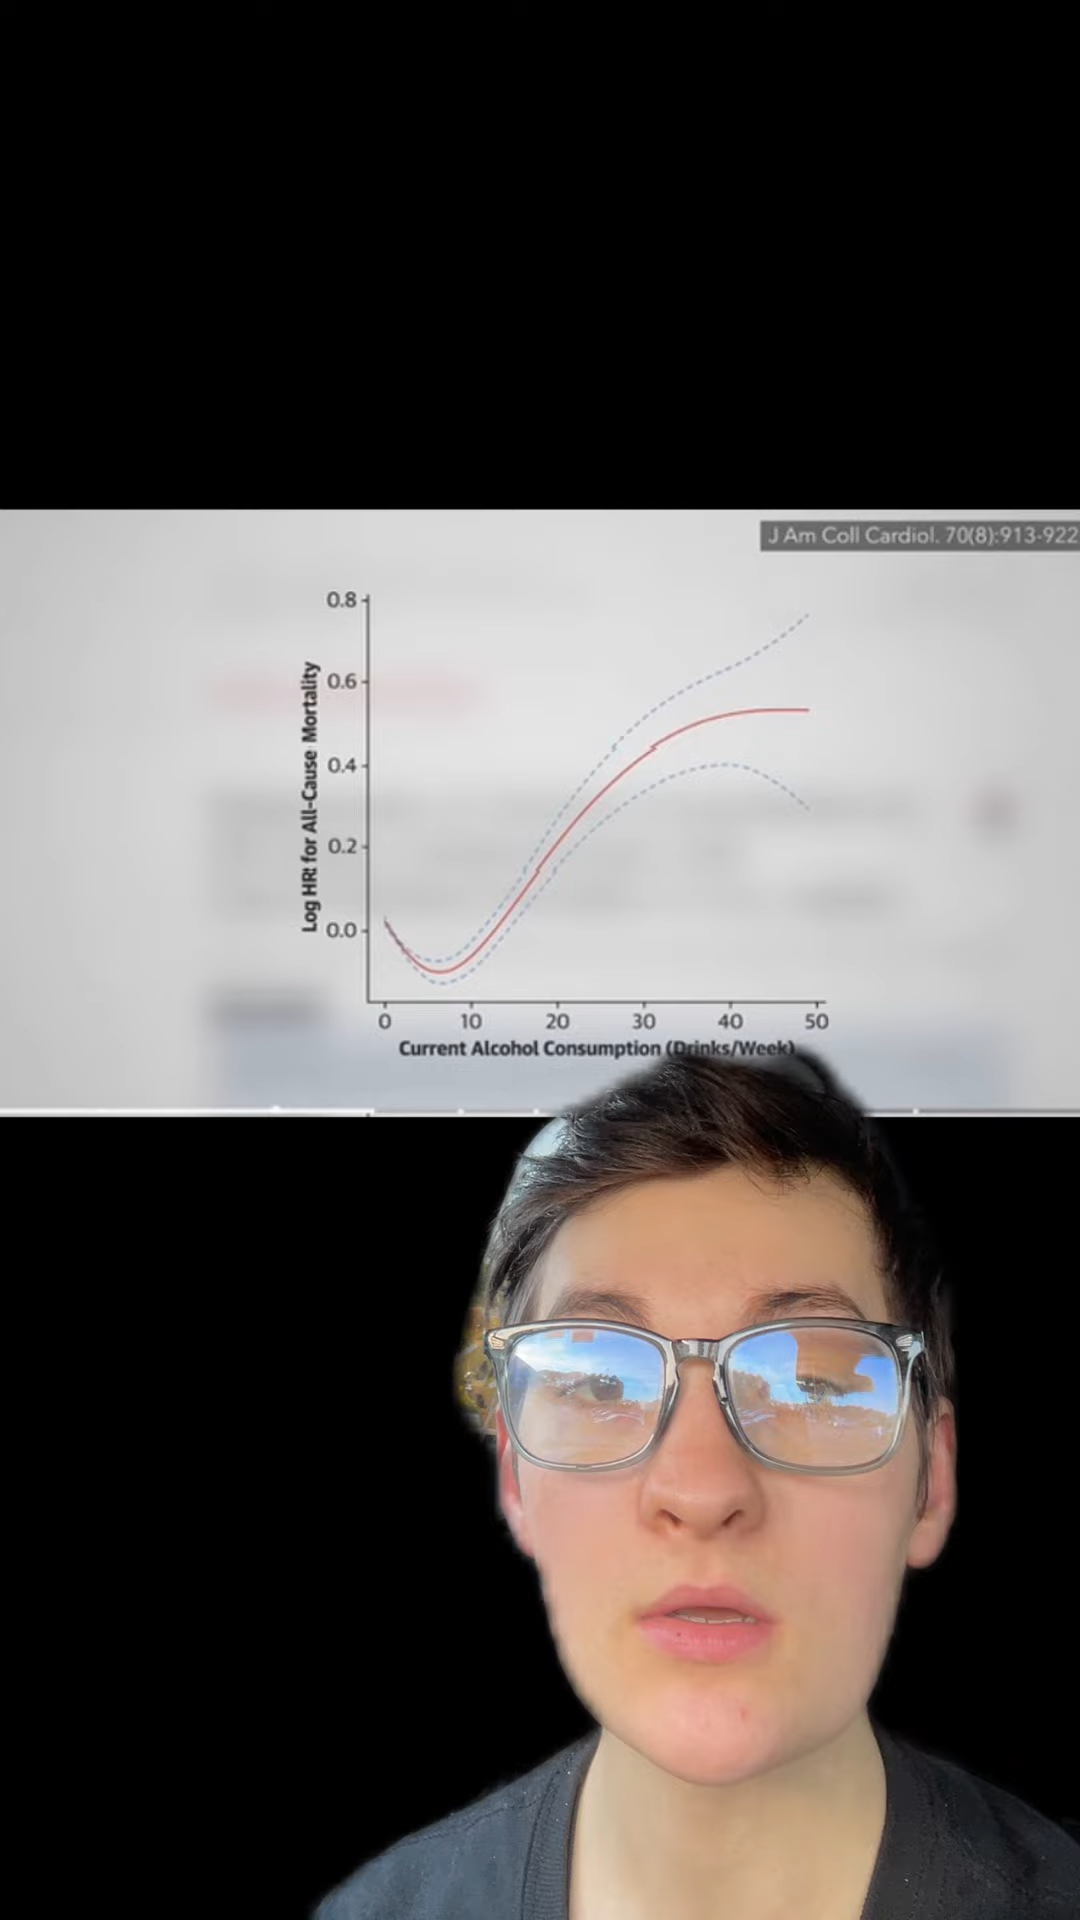 J Am Coll Cardiol. 70(8):913-922
Log HR for All-Cause Mortality
0.8
0.6
0.4
0.2
0.0
0 10 20 30 40 50
Current Alcohol Consumption (Drinks/Week)